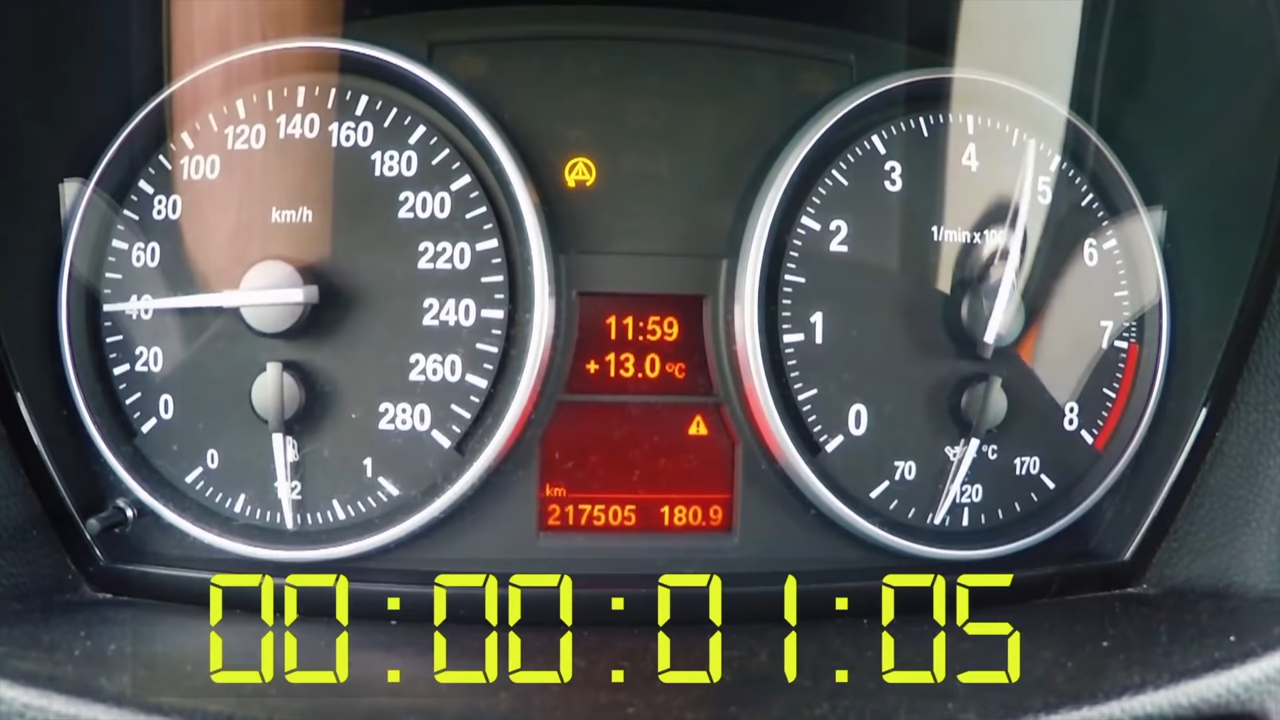 0 20 40 60 80 100 120 140 160 180 200 220 240 260 280
km/h
0 1/2 1
11:59
+13.0 °C
km
217505 180.9
0 1 2 3 4 5 6 7 8
70 120 170
°C
00:00:01:05